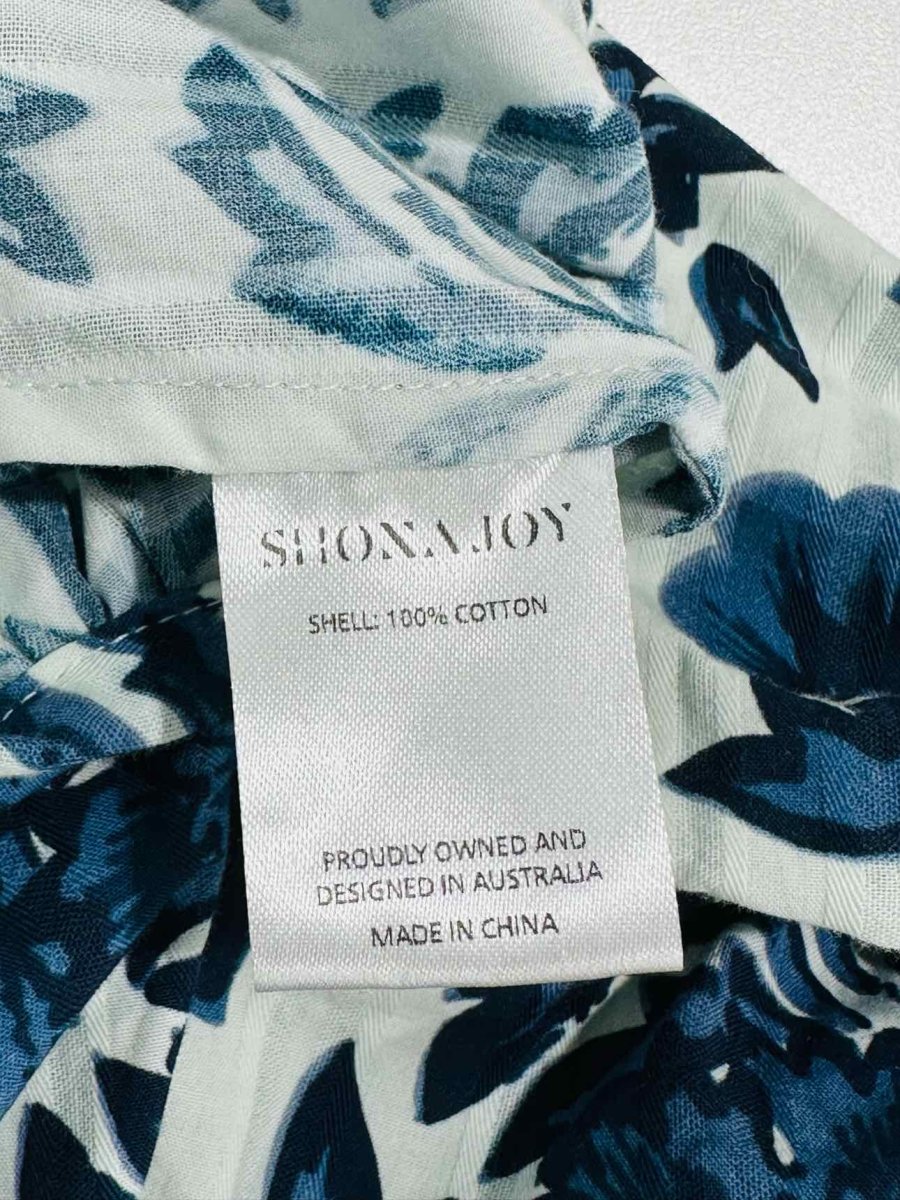 SHONA JOY
SHELL: 100% COTTON
PROUDLY OWNED AND
DESIGNED IN AUSTRALIA
MADE IN CHINA